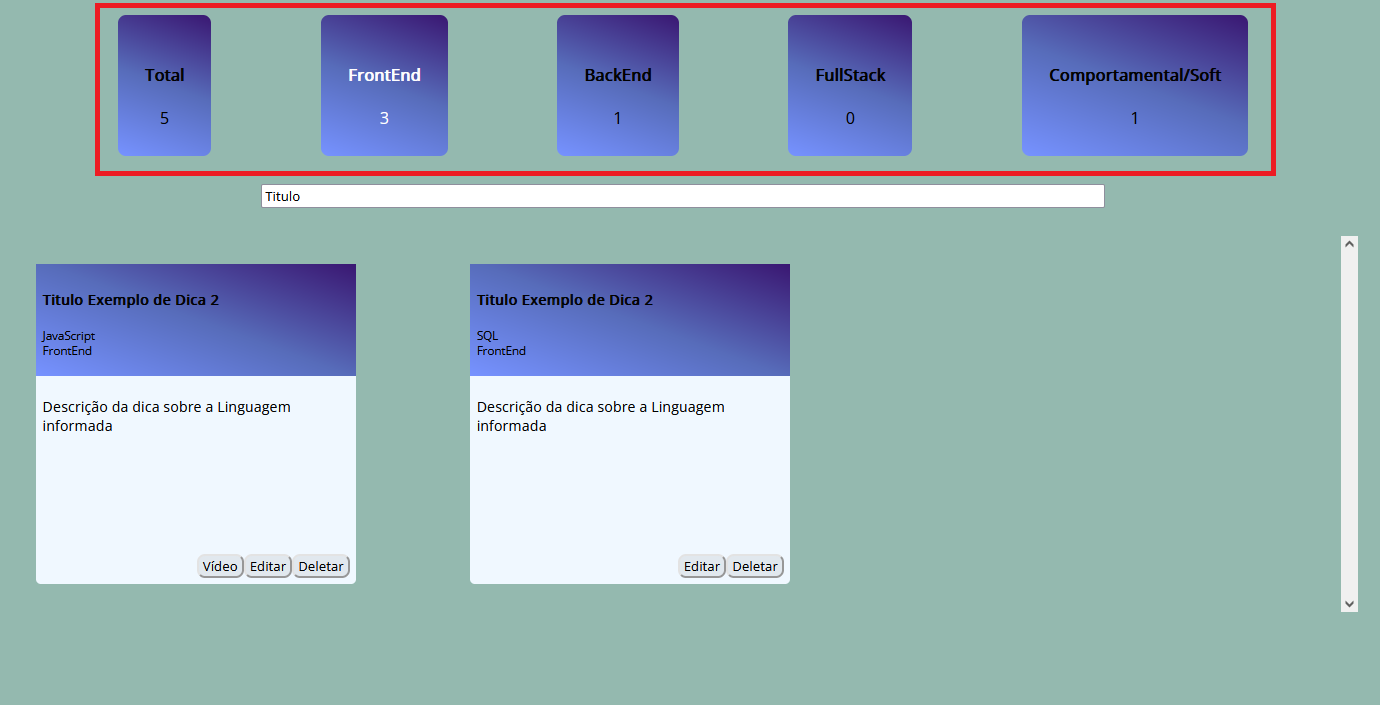 Total
5
FrontEnd
3
BackEnd
1
FullStack
0
Comportamental/Soft
1
Titulo
Titulo Exemplo de Dica 2
JavaScript
FrontEnd
Descrição da dica sobre a Linguagem
informada
Vídeo Editar Deletar
Titulo Exemplo de Dica 2
SQL
FrontEnd
Descrição da dica sobre a Linguagem
informada
Editar Deletar